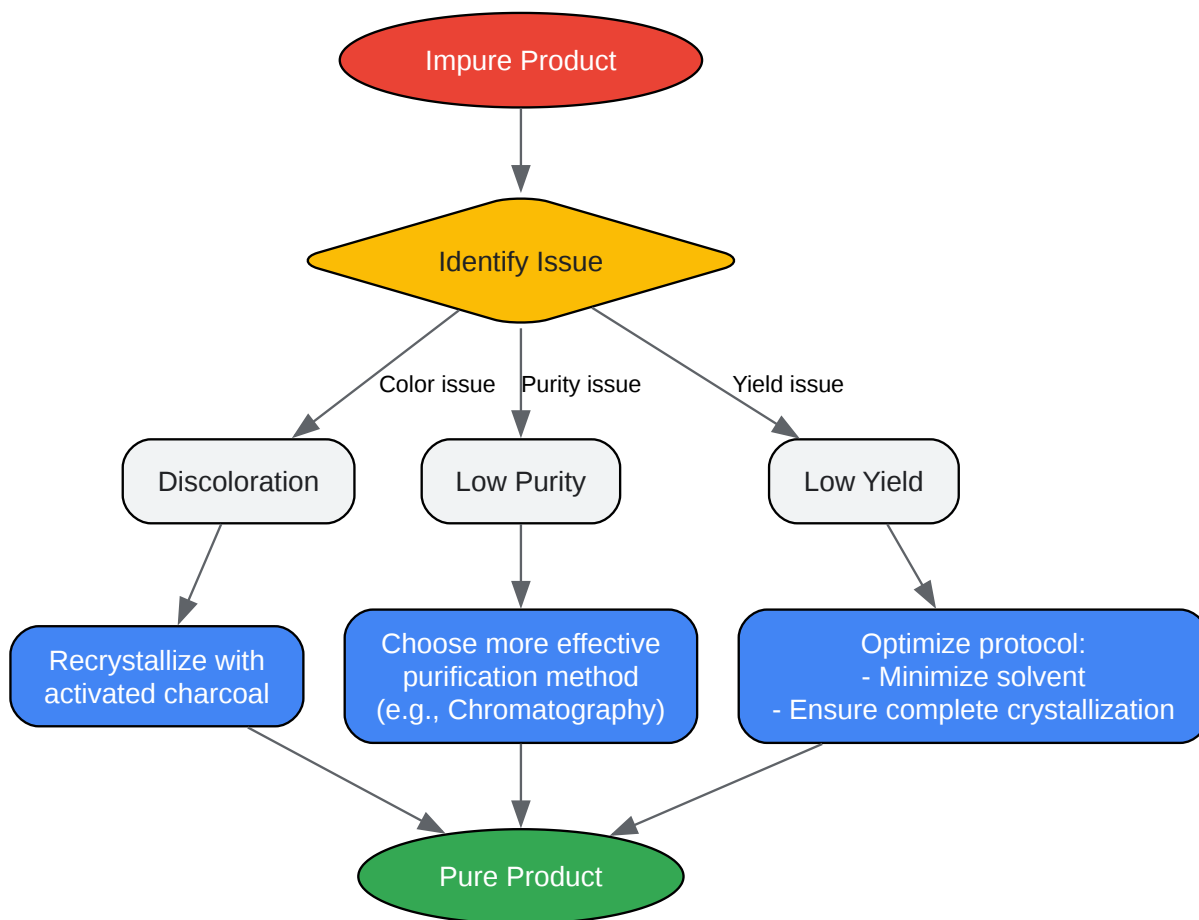 Impure Product
Identify Issue
Color issue
Purity issue
Yield issue
Discoloration
Low Purity
Low Yield
Recrystallize with
activated charcoal
Choose more effective
purification method
(e.g., Chromatography)
Optimize protocol:
- Minimize solvent
- Ensure complete crystallization
Pure Product